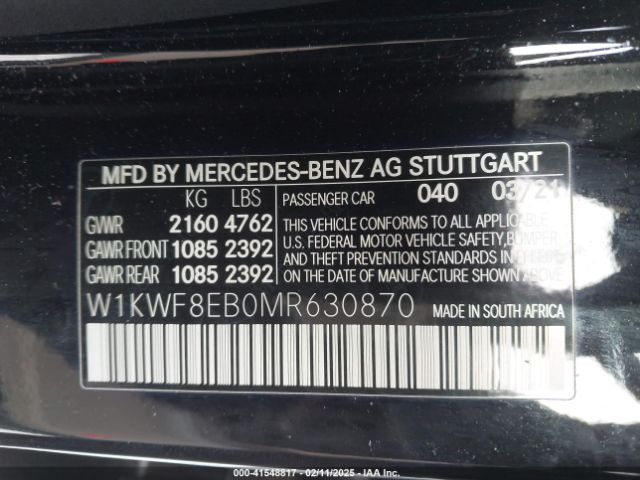 MFD BY MERCEDES-BENZ AG STUTTGART
KG LBS
GVWR 2160 4762
GAWR FRONT 1085 2392
GAWR REAR 1085 2392
PASSENGER CAR 040 03/21
THIS VEHICLE CONFORMS TO ALL APPLICABLE
U.S. FEDERAL MOTOR VEHICLE SAFETY, BUMPER
AND THEFT PREVENTION STANDARDS IN EFFECT
ON THE DATE OF MANUFACTURE SHOWN ABOVE.
W1KWF8EB0MR630870 MADE IN SOUTH AFRICA
000-41548817 - 02/11/2025 - IAA Inc.